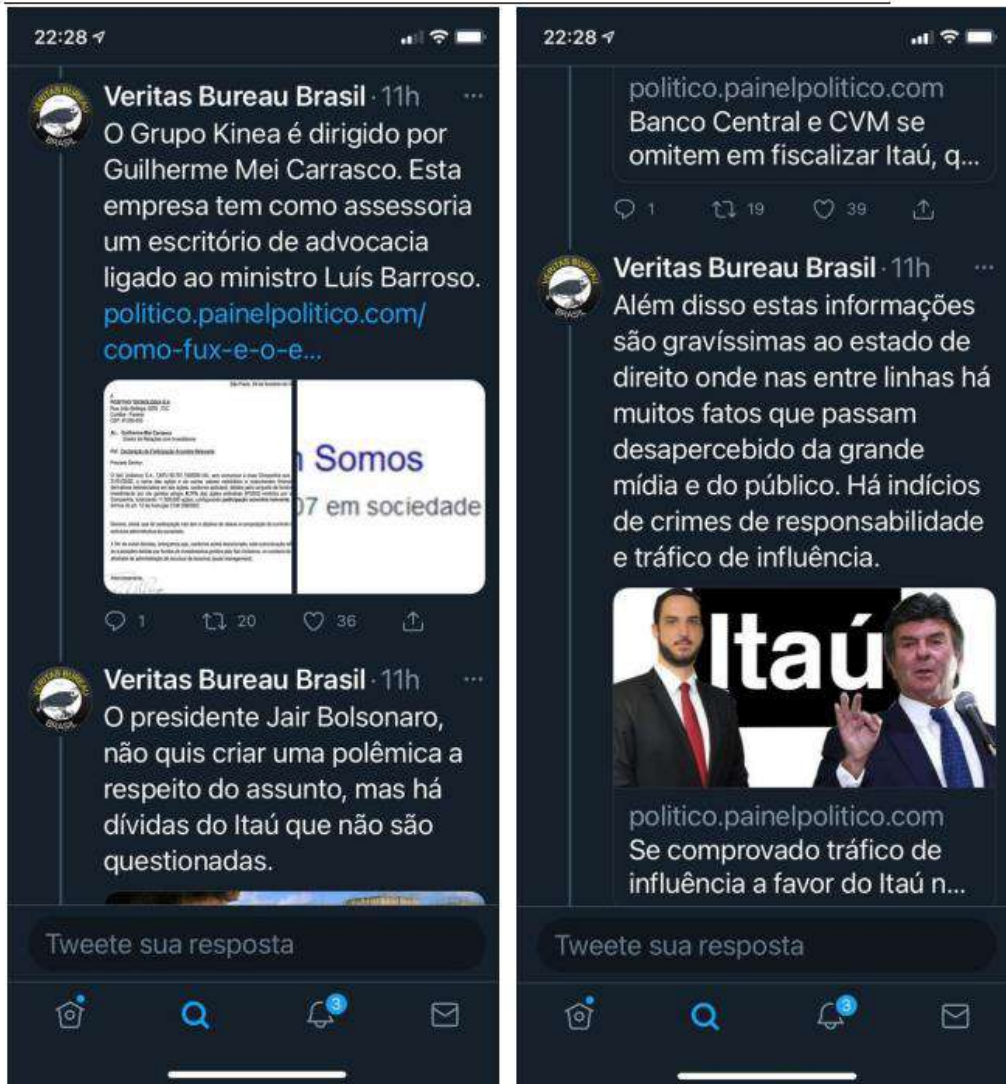 22:28
Veritas Bureau Brasil · 11h
O Grupo Kinea é dirigido por
Guilherme Mei Carrasco. Esta
empresa tem como assessoria
um escritório de advocacia
ligado ao ministro Luís Barroso.
politico.painelpolitico.com/
como-fux-e-o-e...
Somos
07 em sociedade
1 20 36
Veritas Bureau Brasil · 11h
O presidente Jair Bolsonaro,
não quis criar uma polêmica a
respeito do assunto, mas há
dívidas do Itaú que não são
questionadas.
Tweete sua resposta
3
22:28
politico.painelpolitico.com
Banco Central e CVM se
omitem em fiscalizar Itaú, q...
1 19 39
VERITAS BUREAU
BRASIL
Veritas Bureau Brasil · 11h
Além disso estas informações
são gravíssimas ao estado de
direito onde nas entre linhas há
muitos fatos que passam
desapercebido da grande
mídia e do público. Há indícios
de crimes de responsabilidade
e tráfico de influência.
Itaú
politico.painelpolitico.com
Se comprovado tráfico de
influência a favor do Itaú n...
Tweete sua resposta
3